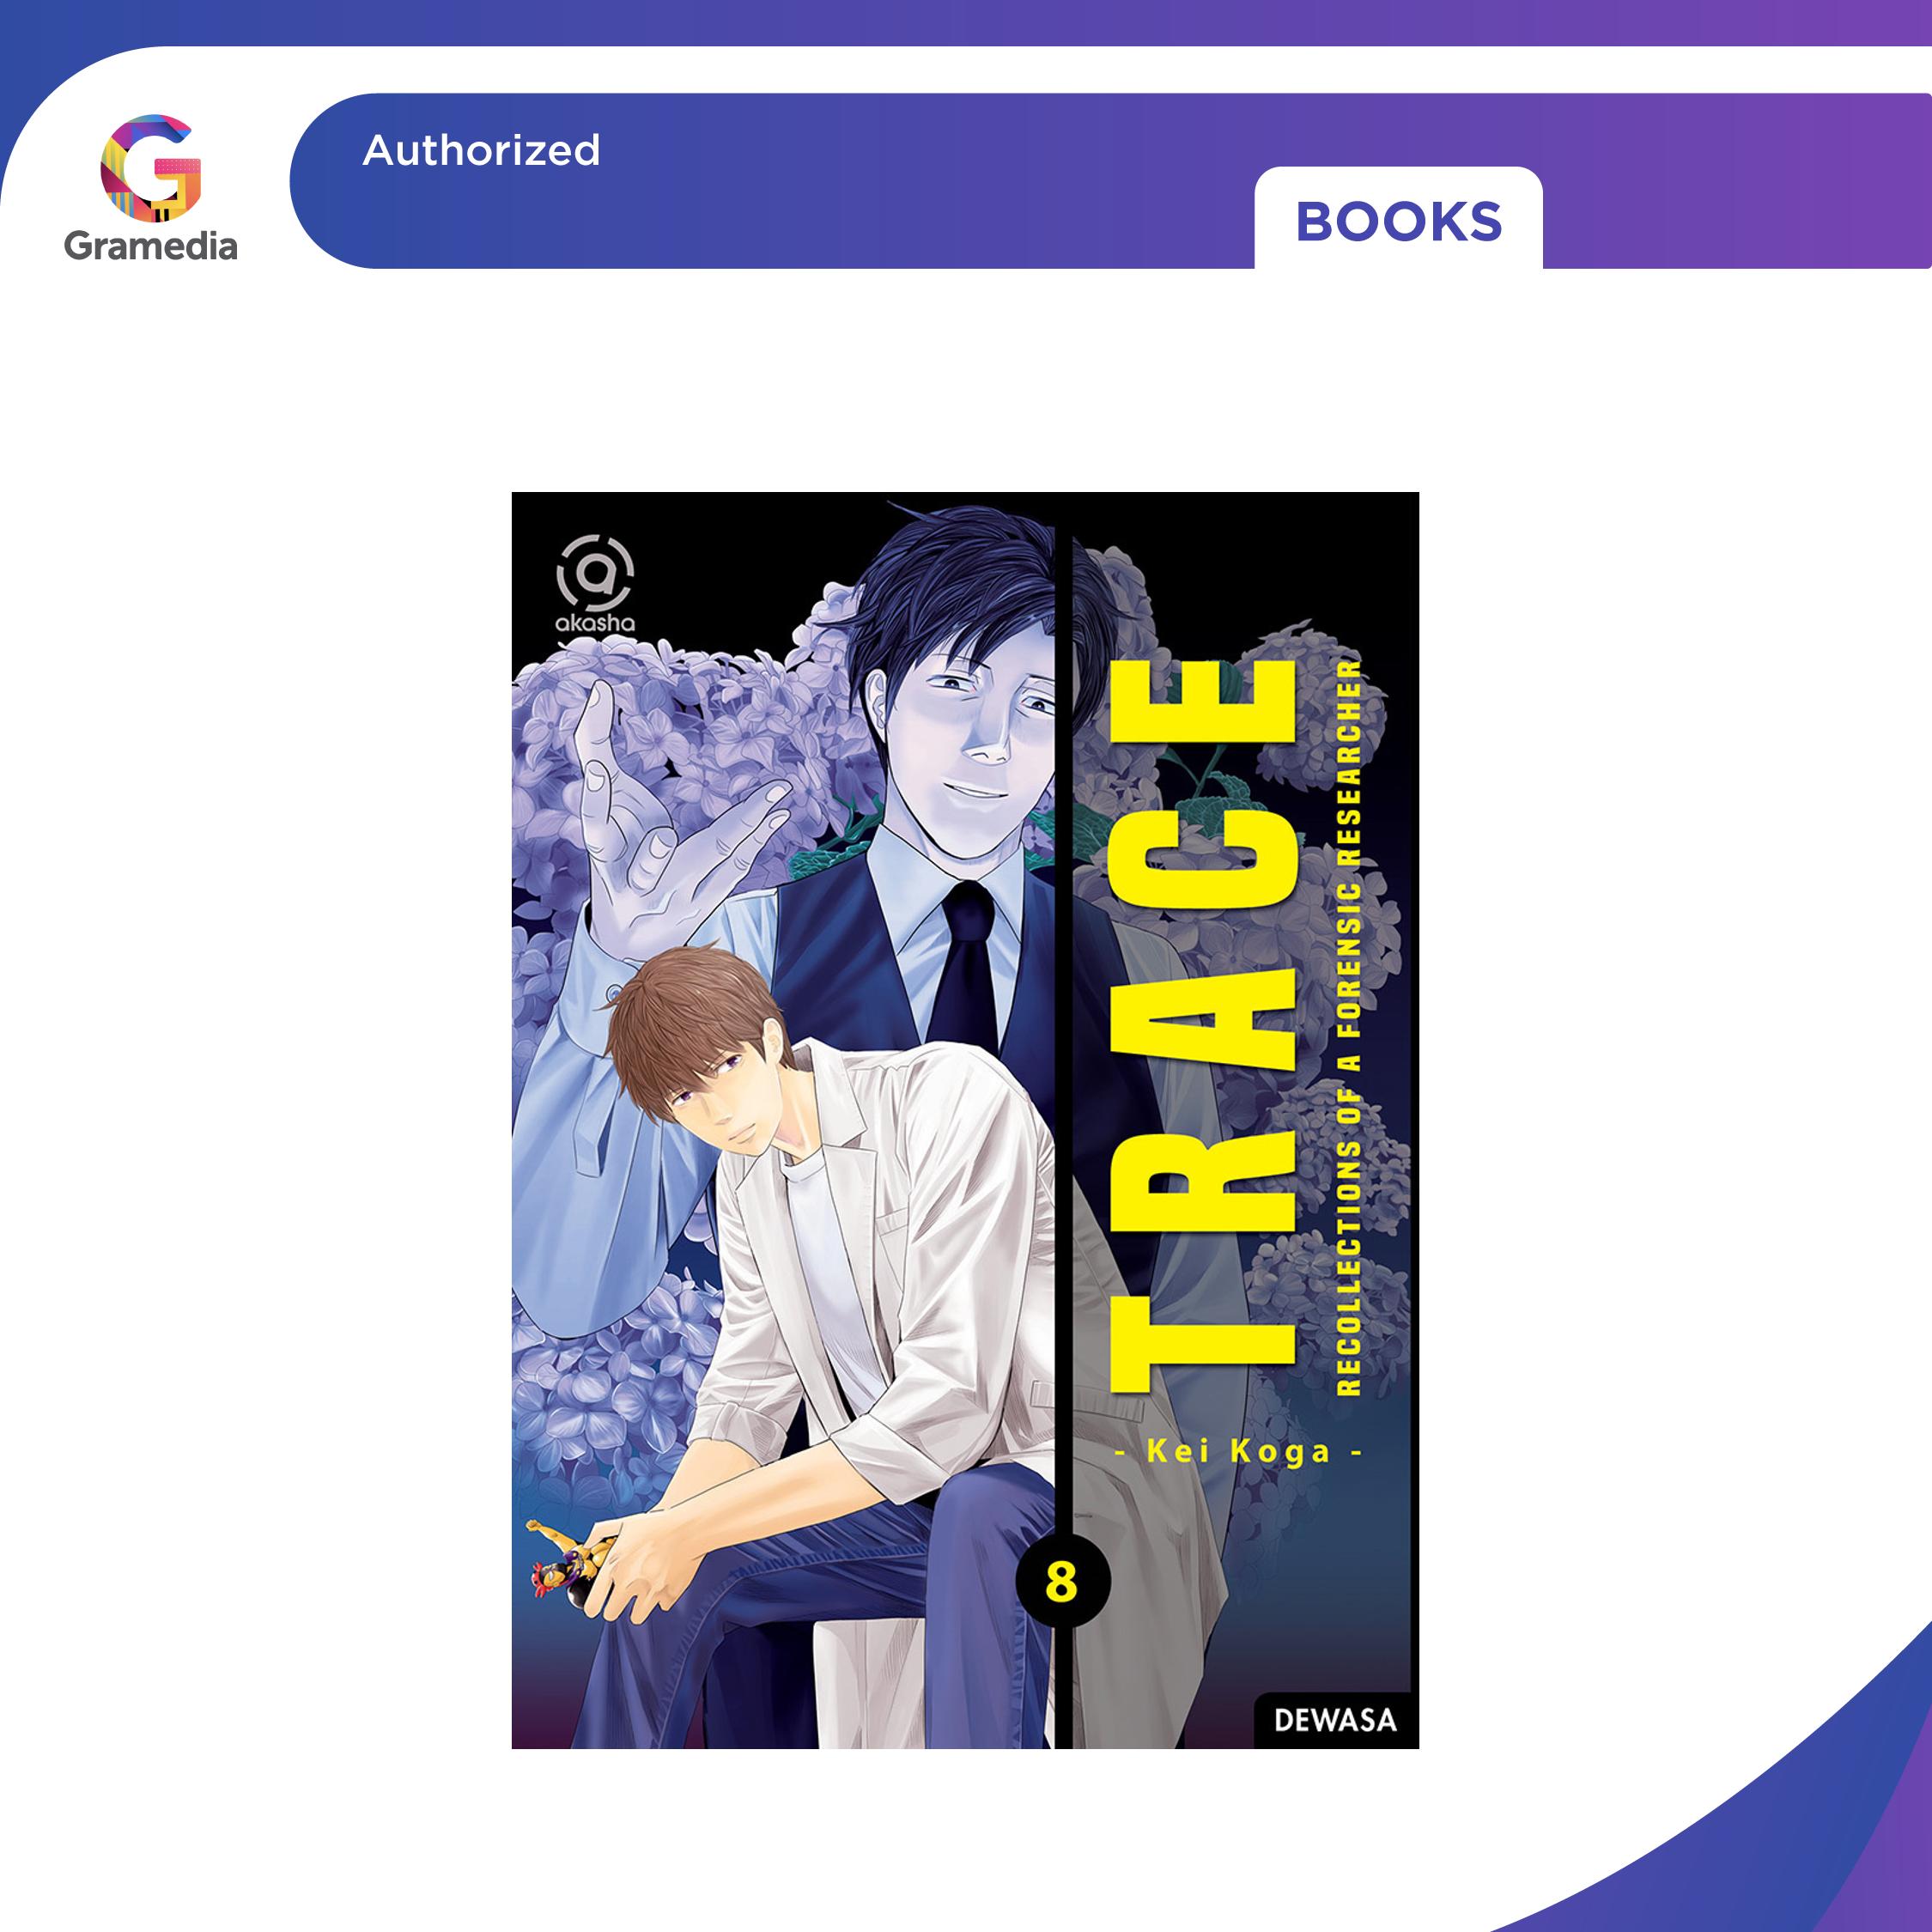 Gramedia
Authorized
BOOKS
akasha
TRACE
RECOLLECTIONS OF A FORENSIC RESEARCHER
- Kei Koga -
8
DEWASA